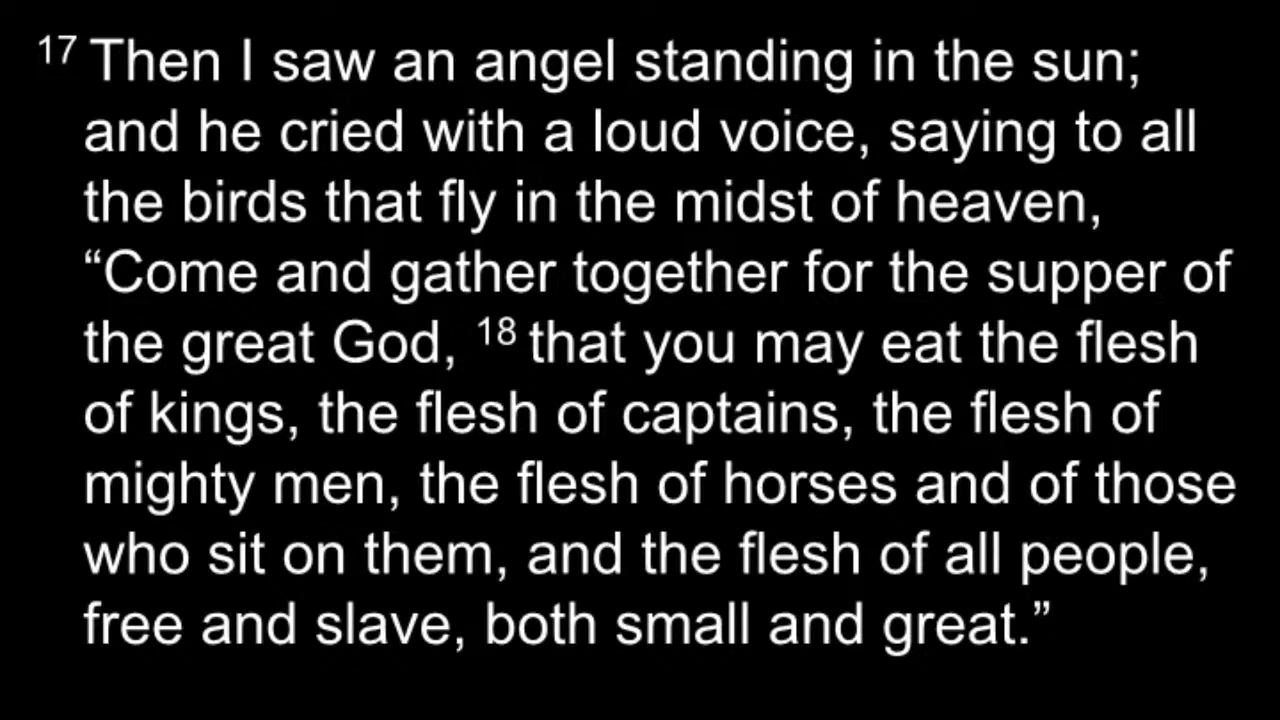 17 Then I saw an angel standing in the sun;
and he cried with a loud voice, saying to all
the birds that fly in the midst of heaven,
“Come and gather together for the supper of
the great God, 18 that you may eat the flesh
of kings, the flesh of captains, the flesh of
mighty men, the flesh of horses and of those
who sit on them, and the flesh of all people,
free and slave, both small and great.”